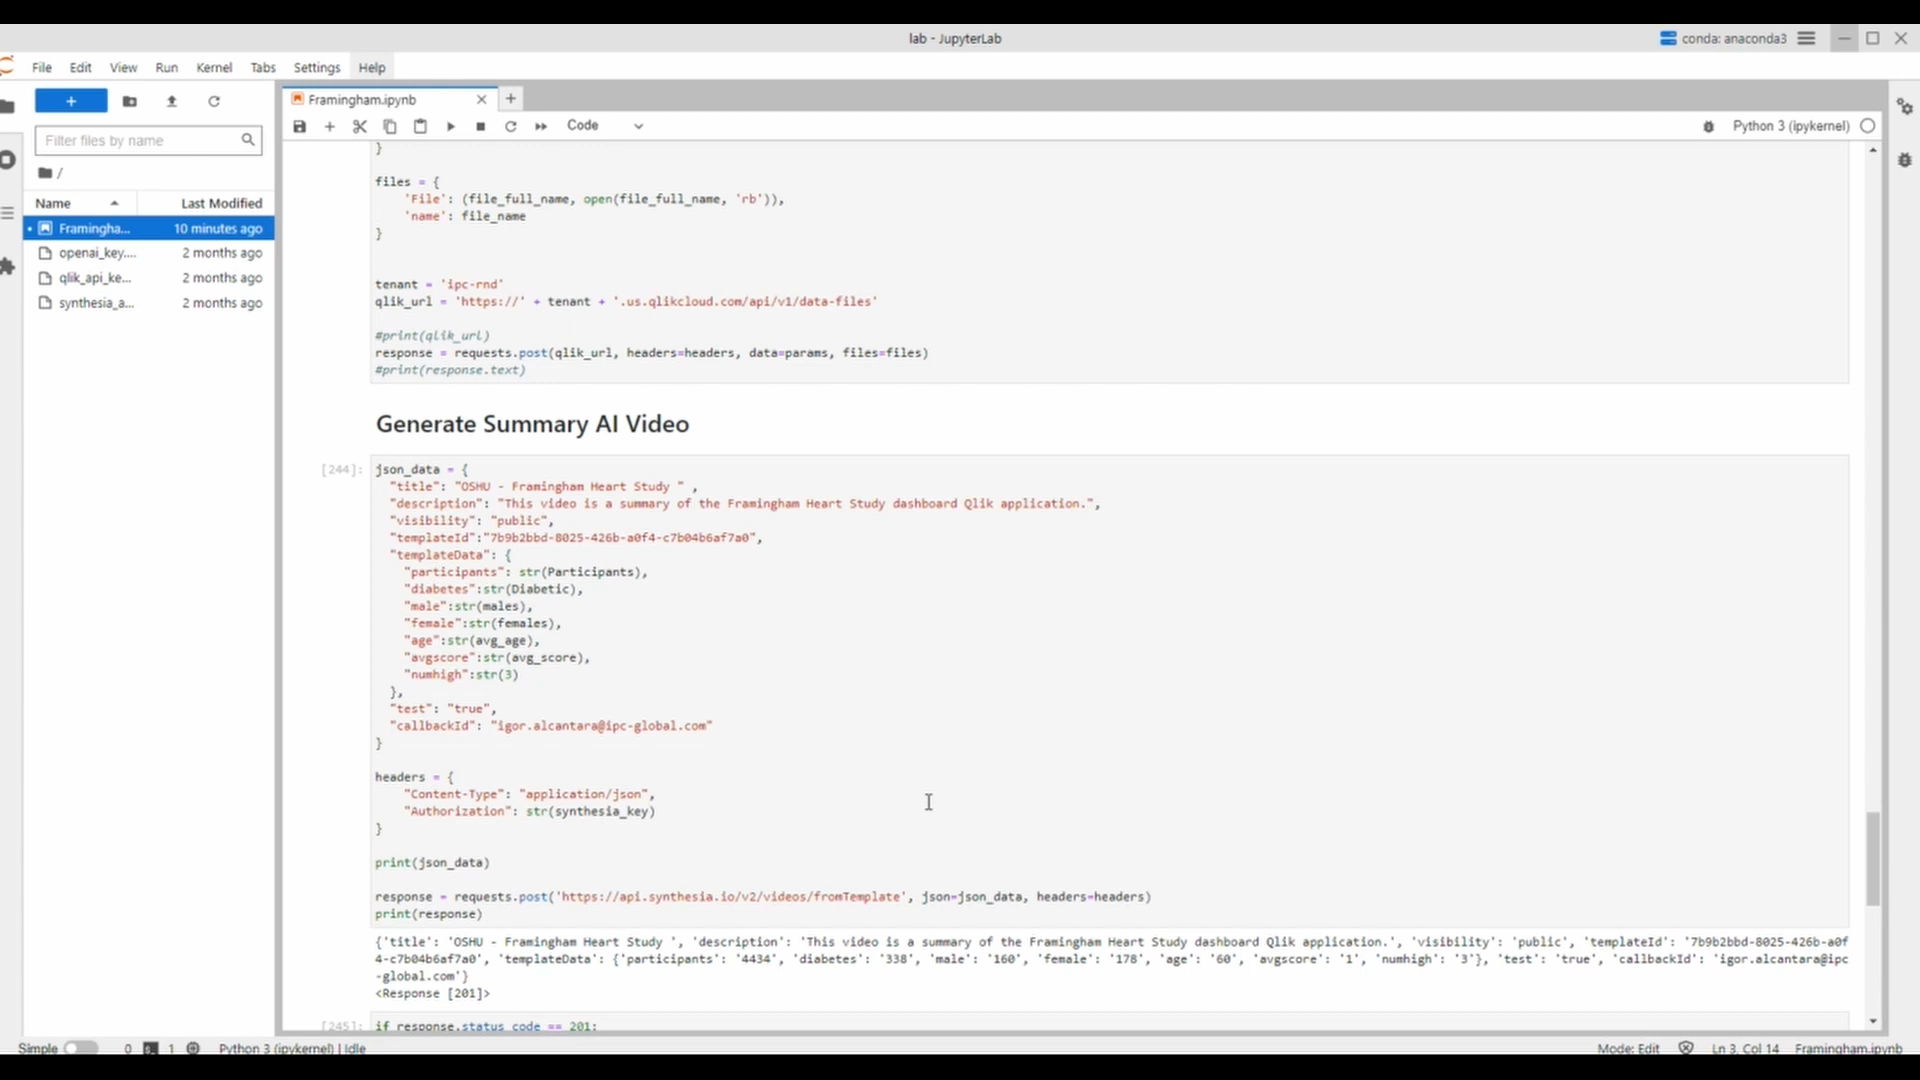 lab - JupyterLab
conda: anaconda3
File Edit View Run Kernel Tabs Settings Help
Framingham.ipynb
Filter files by name
Code
Python 3 (ipykernel)
/
Name Last Modified
Framingha... 10 minutes ago
openai_key.... 2 months ago
qlik_api_ke... 2 months ago
synthesia_a... 2 months ago
}
files = {
'File': (file_full_name, open(file_full_name, 'rb')),
'name': file_name
}
tenant = 'ipc-rnd'
qlik_url = 'https://' + tenant + '.us.qlikcloud.com/api/v1/data-files'
#print(qlik_url)
response = requests.post(qlik_url, headers=headers, data=params, files=files)
#print(response.text)
Generate Summary AI Video
[244]:
json_data = {
"title": "OSHU - Framingham Heart Study " ,
"description": "This video is a summary of the Framingham Heart Study dashboard Qlik application.",
"visibility": "public",
"templateId":"7b9b2bbd-8025-426b-a0f4-c7b04b6af7a0",
"templateData": {
"participants": str(Participants),
"diabetes":str(Diabetic),
"male":str(males),
"female":str(females),
"age":str(avg_age),
"avgscore":str(avg_score),
"numhigh":str(3)
},
"test": "true",
"callbackId": "igor.alcantara@ipc-global.com"
}
headers = {
"Content-Type": "application/json",
"Authorization": str(synthesia_key)
}
print(json_data)
response = requests.post('https://api.synthesia.io/v2/videos/fromTemplate', json=json_data, headers=headers)
print(response)
{'title': 'OSHU - Framingham Heart Study ', 'description': 'This video is a summary of the Framingham Heart Study dashboard Qlik application.', 'visibility': 'public', 'templateId': '7b9b2bbd-8025-426b-a0f
4-c7b04b6af7a0', 'templateData': {'participants': '4434', 'diabetes': '338', 'male': '160', 'female': '178', 'age': '60', 'avgscore': '1', 'numhigh': '3'}, 'test': 'true', 'callbackId': 'igor.alcantara@ipc
-global.com'}
<Response [201]>
[245]:
if response.status_code == 201:
Simple 0 1 Python 3 (ipykernel) | Idle
Mode: Edit Ln 3, Col 14 Framingham.ipynb